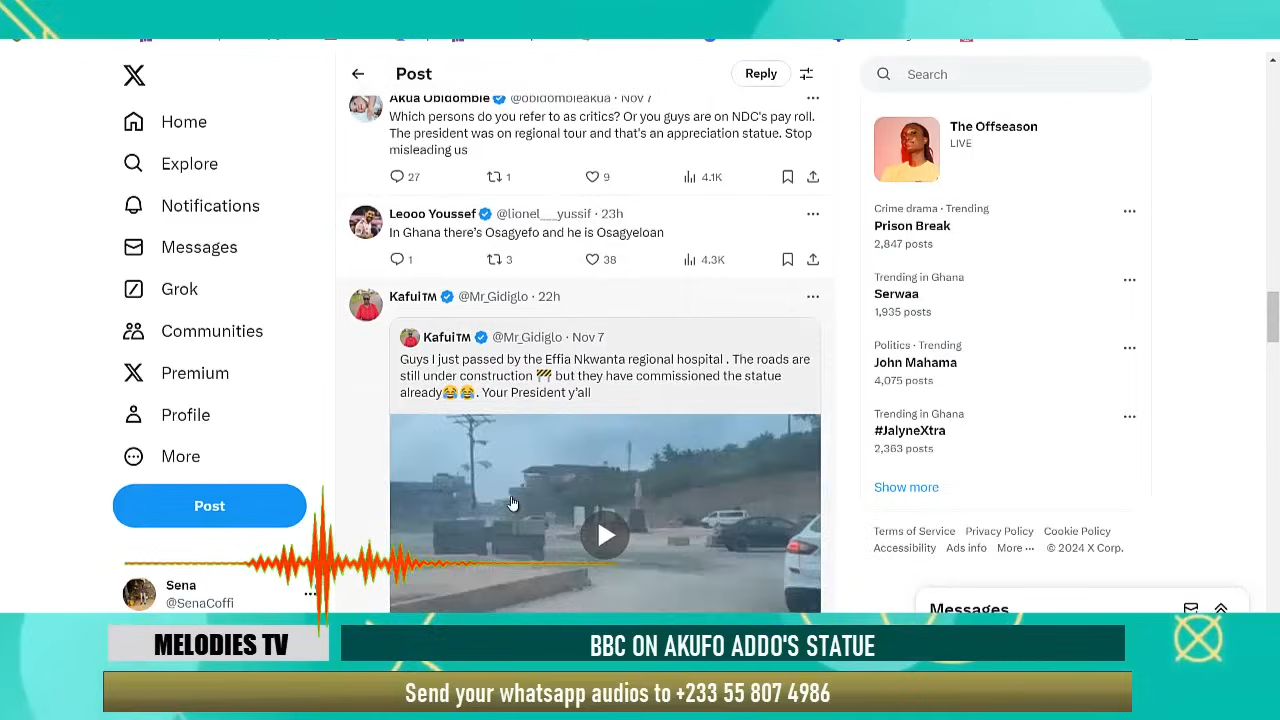 Post
Reply
Search
Home
Explore
Notifications
Messages
Grok
Communities
Premium
Profile
More
Post
Sena
@SenaCoffi
Akua Obidombie @obidombieakua · Nov 7
Which persons do you refer to as critics? Or you guys are on NDC's pay roll.
The president was on regional tour and that's an appreciation statue. Stop
misleading us
27 1 9 4.1K
Leooo Youssef @lionel___yussif · 23h
In Ghana there's Osagyefo and he is Osagyeloan
1 3 38 4.3K
Kafui™ @Mr_Gidiglo · 22h
Kafui™ @Mr_Gidiglo · Nov 7
Guys I just passed by the Effia Nkwanta regional hospital . The roads are
still under construction 🚧 but they have commissioned the statue
already😂😂. Your President y'all
The Offseason
LIVE
Crime drama · Trending
Prison Break
2,847 posts
Trending in Ghana
Serwaa
1,935 posts
Politics · Trending
John Mahama
4,075 posts
Trending in Ghana
#JalyneXtra
2,363 posts
Show more
Terms of Service Privacy Policy Cookie Policy
Accessibility Ads info More ··· © 2024 X Corp.
Messages
MELODIES TV
BBC ON AKUFO ADDO'S STATUE
Send your whatsapp audios to +233 55 807 4986